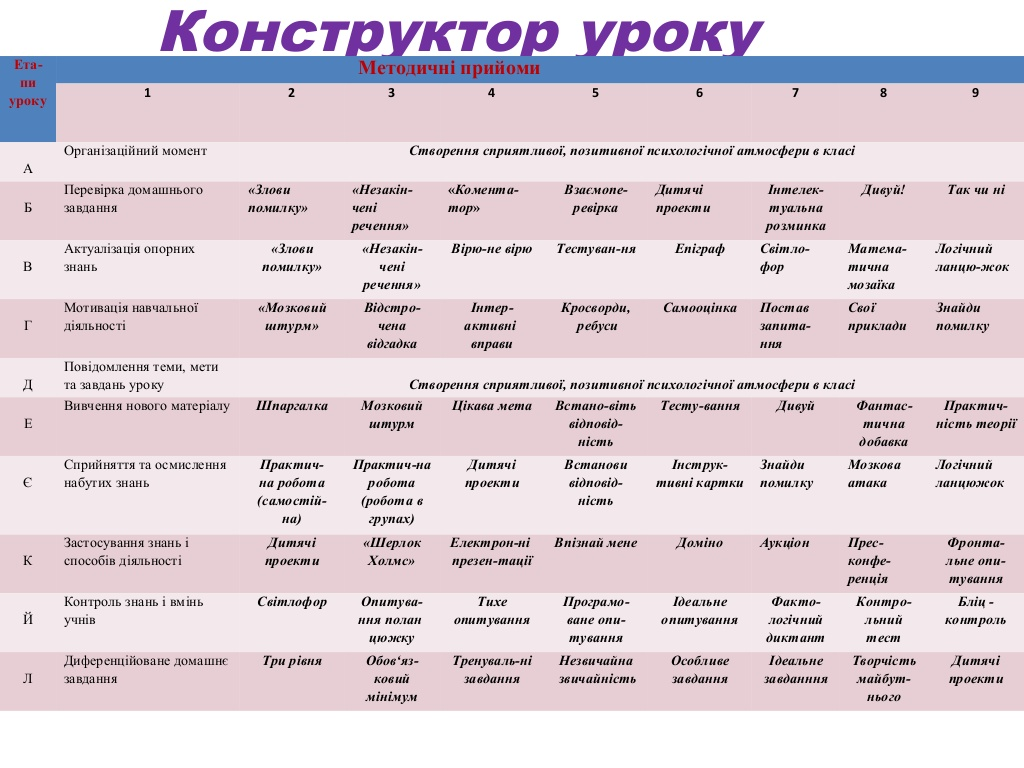 Конструктор уроку
Ета-
пи
уроку
Методичні прийоми
1 2 3 4 5 6 7 8 9
А
Організаційний момент
Створення сприятливої, позитивної психологічної атмосфери в класі
Б
Перевірка домашнього
завдання
«Злови
помилку»
«Незакін-
чені
речення»
«Комента-
тор»
Взаємопе-
ревірка
Дитячі
проекти
Інтелек-
туальна
розминка
Дивуй!
Так чи ні
В
Актуалізація опорних
знань
«Злови
помилку»
«Незакін-
чені
речення»
Вірю-не вірю
Тестуван-ня
Епіграф
Світло-
фор
Матема-
тична
мозаїка
Логічний
ланцю-жок
Г
Мотивація навчальної
діяльності
«Мозковий
штурм»
Відстро-
чена
відгадка
Інтер-
активні
вправи
Кросворди,
ребуси
Самооцінка
Постав
запита-
ння
Свої
приклади
Знайди
помилку
Д
Повідомлення теми, мети
та завдань уроку
Створення сприятливої, позитивної психологічної атмосфери в класі
Е
Вивчення нового матеріалу
Шпаргалка
Мозковий
штурм
Цікава мета
Встано-віть
відповід-
ність
Тесту-вання
Дивуй
Фантас-
тична
добавка
Практич-
ність теорії
Є
Сприйняття та осмислення
набутих знань
Практич-
на робота
(самостій-
на)
Практич-на
робота
(робота в
групах)
Дитячі
проекти
Встанови
відповід-
ність
Інструк-
тивні картки
Знайди
помилку
Мозкова
атака
Логічний
ланцюжок
К
Застосування знань і
способів діяльності
Дитячі
проекти
«Шерлок
Холмс»
Електрон-ні
презен-тації
Впізнай мене
Доміно
Аукціон
Прес-
конфе-
ренція
Фронта-
льне опи-
тування
Й
Контроль знань і вмінь
учнів
Світлофор
Опитува-
ння полан
цюжку
Тихе
опитування
Програмо-
ване опи-
тування
Ідеальне
опитування
Факто-
логічний
диктант
Контро-
льний
тест
Бліц -
контроль
Л
Диференційоване домашнє
завдання
Три рівня
Обов‘яз-
ковий
мінімум
Тренуваль-ні
завдання
Незвичайна
звичайність
Особливе
завдання
Ідеальне
завданння
Творчість
майбут-
нього
Дитячі
проекти